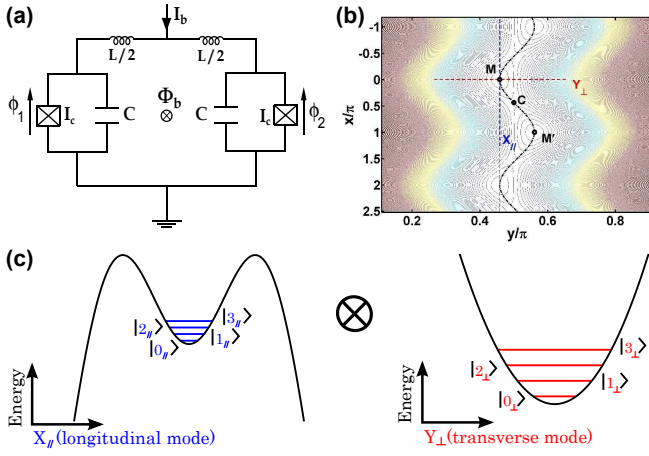 (a)
I_b
L/2
L/2
ϕ_1
I_c
C
Φ_b
⊗
C
I_c
ϕ_2
(b)
x/π
-1
0
0.5
1
1.5
2
2.5
M
Y_⊥
C
X_//
M'
0.2
0.4
0.6
0.8
y/π
(c)
|2_//>
|0_//>
|3_//>
|1_//>
Energy
X_// (longitudinal mode)
⊗
|2_⊥>
|0_⊥>
|3_⊥>
|1_⊥>
Energy
Y_⊥ (transverse mode)